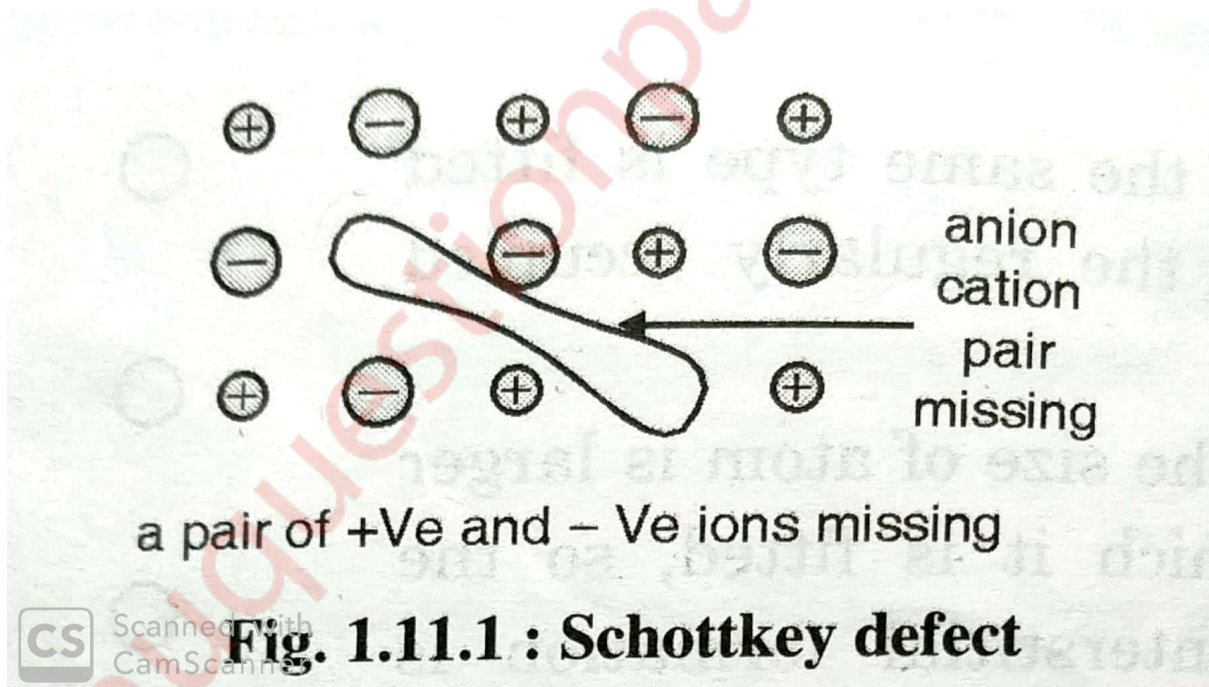 + − + − +
anion
− − + − cation
pair
+ − + + missing
a pair of +Ve and – Ve ions missing
Fig. 1.11.1 : Schottkey defect
CS Scanned with
CamScanner
uquestionpa